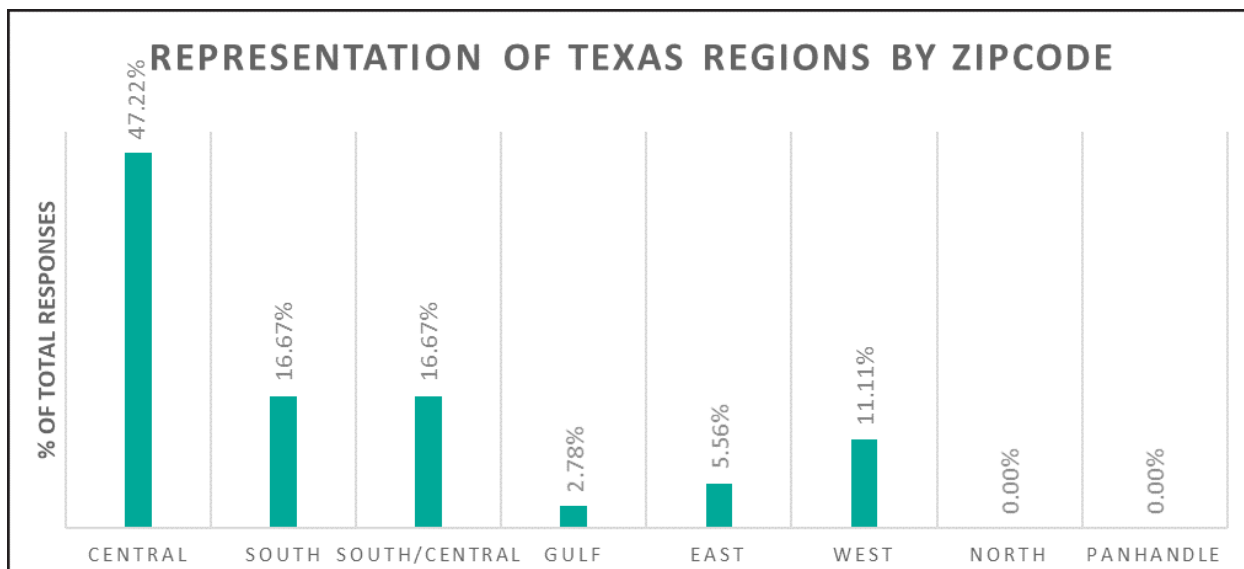 REPRESENTATION OF TEXAS REGIONS BY ZIPCODE
% OF TOTAL RESPONSES
47.22%
16.67%
16.67%
2.78%
5.56%
11.11%
0.00%
0.00%
CENTRAL SOUTH SOUTH/CENTRAL GULF EAST WEST NORTH PANHANDLE